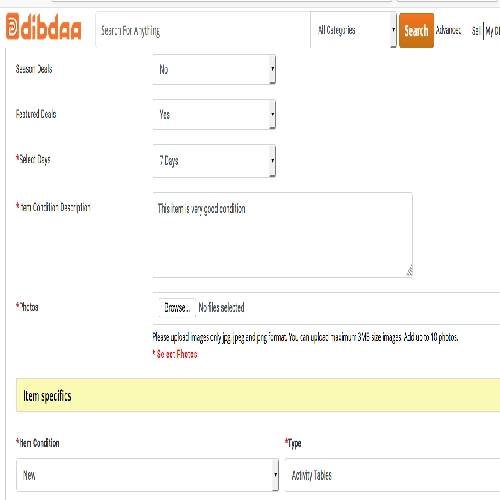 dibdaa Search For Anything All Categories Search Advanced Sell My
Season Deals No
Featured Deals Yes
*Select Days 7 Days
*Item Condition Description This item is very good condition
*Photos Browse... No files selected
Please upload images only jpg, jpeg and png format. You can upload maximum 3MB size images. Add up to 10 photos.
* Select Photos
Item specifics
*Item Condition *Type
New Activity Tables